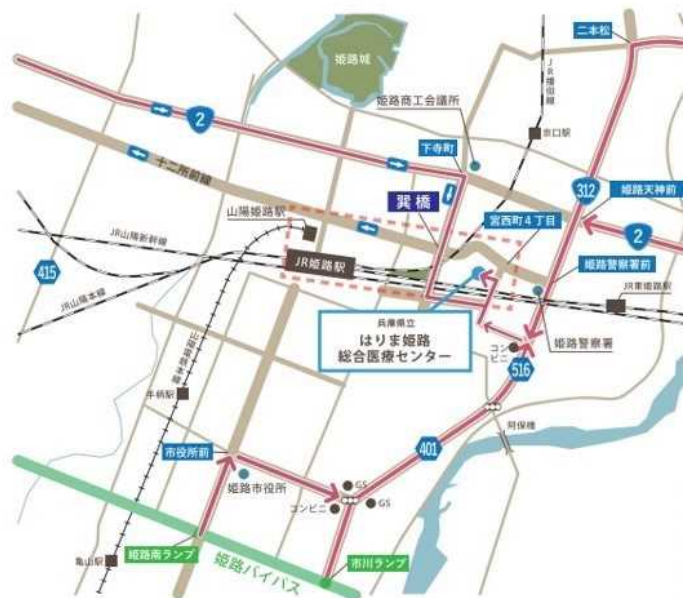 二本松
姫路城
JR播但線
姫路商工会議所
京口駅
2
下寺町
十二所前線
312
姫路天神前
巽橋
宮西町4丁目
山陽姫路駅
2
JR山陽新幹線
JR姫路駅
姫路警察署前
415
JR東姫路駅
JR山陽本線
兵庫県立
はりま姫路
総合医療センター
コン
ビニ
姫路警察署
516
山陽電鉄本線
手柄駅
阿保橋
401
市役所前
姫路市役所
GS
コンビニ
GS
姫路南ランプ
姫路バイパス
市川ランプ
亀山駅